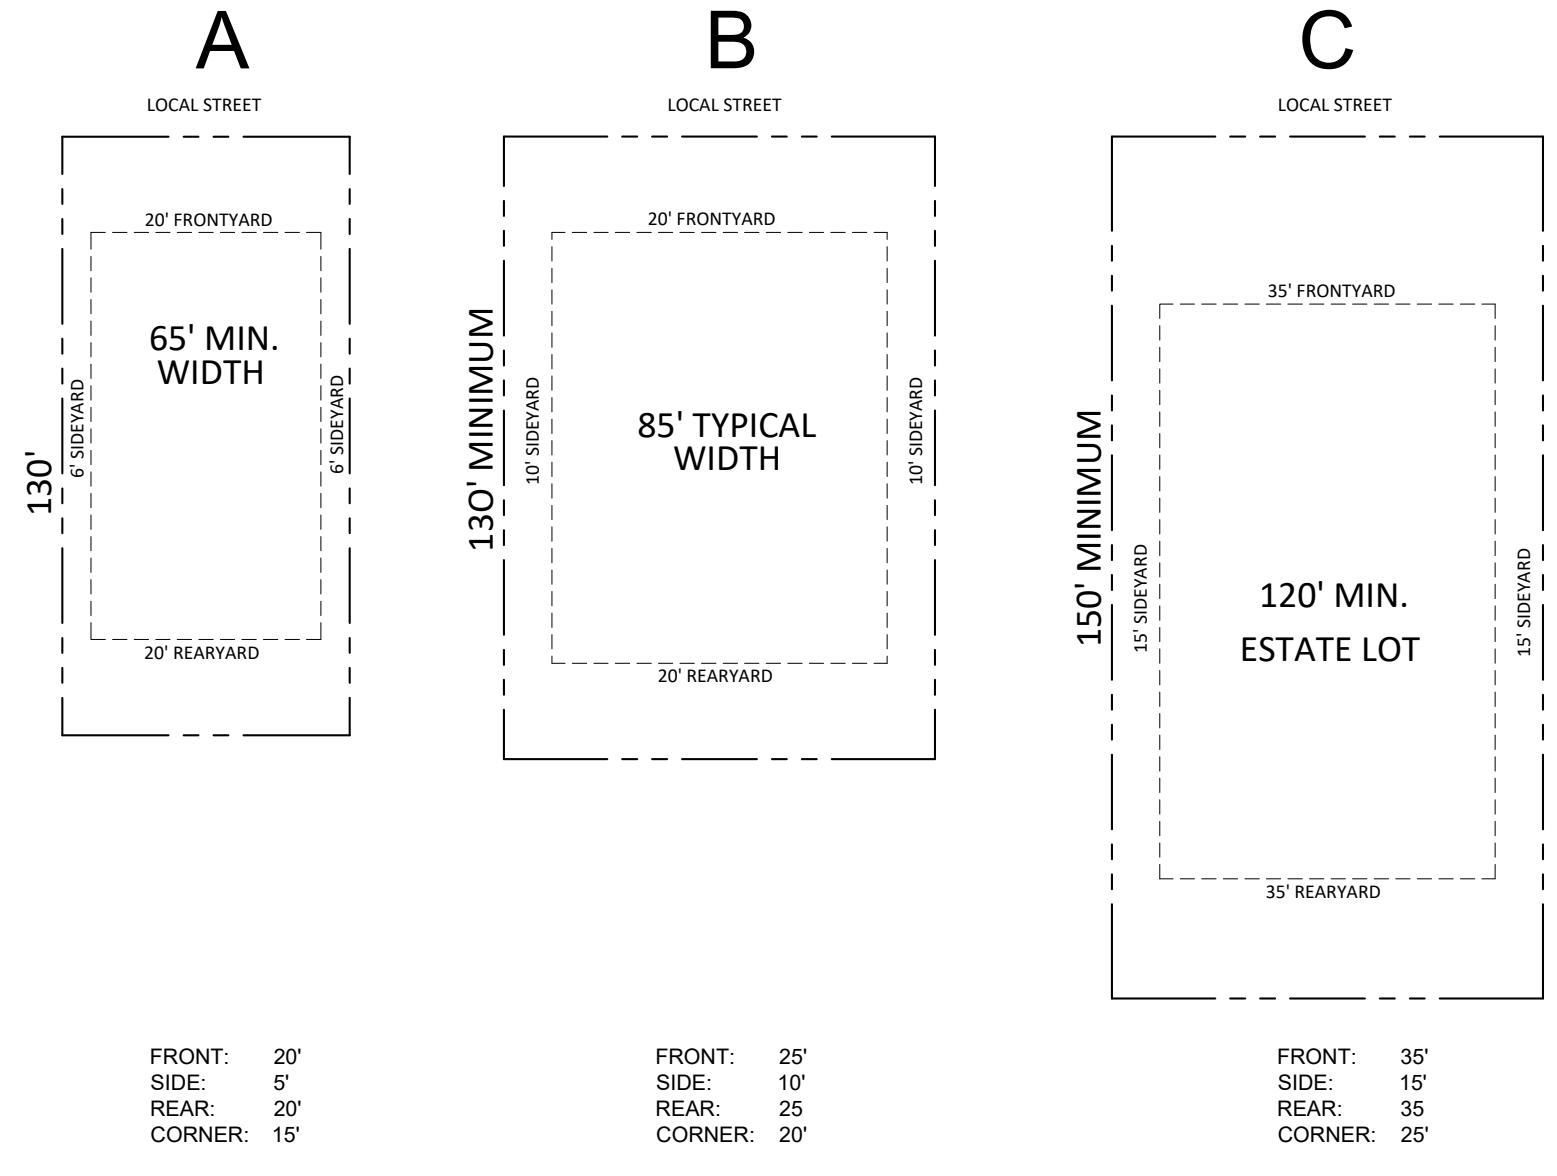 A
LOCAL STREET
20' FRONTYARD
65' MIN.
WIDTH
130'
6' SIDEYARD
6' SIDEYARD
20' REARYARD
FRONT: 20'
SIDE: 5'
REAR: 20'
CORNER: 15'
B
LOCAL STREET
20' FRONTYARD
130' MINIMUM
10' SIDEYARD
85' TYPICAL
WIDTH
10' SIDEYARD
20' REARYARD
FRONT: 25'
SIDE: 10'
REAR: 25
CORNER: 20'
C
LOCAL STREET
35' FRONTYARD
150' MINIMUM
15' SIDEYARD
120' MIN.
ESTATE LOT
15' SIDEYARD
35' REARYARD
FRONT: 35'
SIDE: 15'
REAR: 35
CORNER: 25'